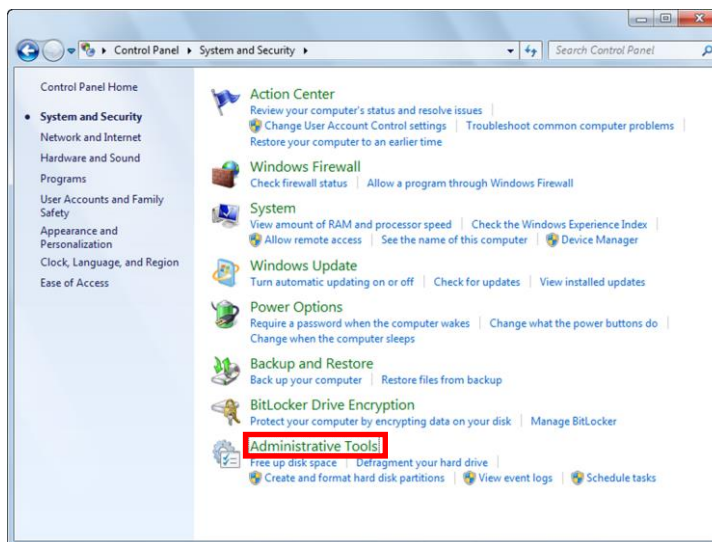 Control Panel System and Security
Search Control Panel
Control Panel Home
System and Security
Network and Internet
Hardware and Sound
Programs
User Accounts and Family
Safety
Appearance and
Personalization
Clock, Language, and Region
Ease of Access
Action Center
Review your computer's status and resolve issues
Change User Account Control settings Troubleshoot common computer problems
Restore your computer to an earlier time
Windows Firewall
Check firewall status Allow a program through Windows Firewall
System
View amount of RAM and processor speed Check the Windows Experience Index
Allow remote access See the name of this computer Device Manager
Windows Update
Turn automatic updating on or off Check for updates View installed updates
Power Options
Require a password when the computer wakes Change what the power buttons do
Change when the computer sleeps
Backup and Restore
Back up your computer Restore files from backup
BitLocker Drive Encryption
Protect your computer by encrypting data on your disk Manage BitLocker
Administrative Tools
Free up disk space Defragment your hard drive
Create and format hard disk partitions View event logs Schedule tasks